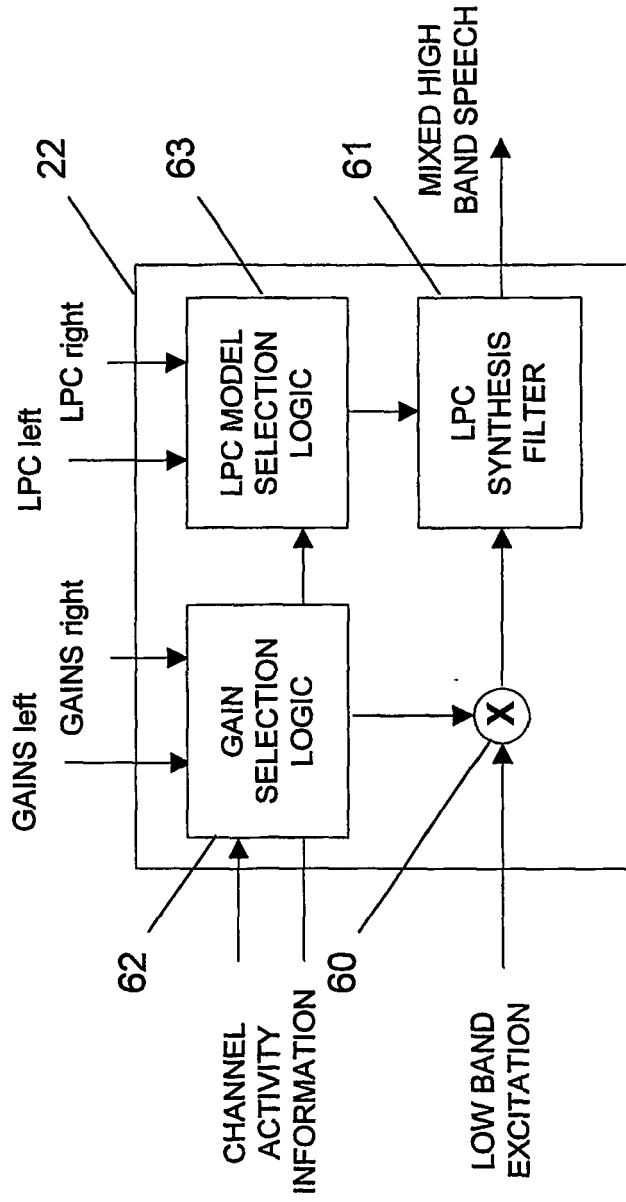 GAINS left
GAINS right
LPC left
LPC right
22
63
61
62
60
GAIN
SELECTION
LOGIC
LPC MODEL
SELECTION
LOGIC
CHANNEL
ACTIVITY
INFORMATION
X
LPC
SYNTHESIS
FILTER
LOW BAND
EXCITATION
MIXED HIGH
BAND SPEECH